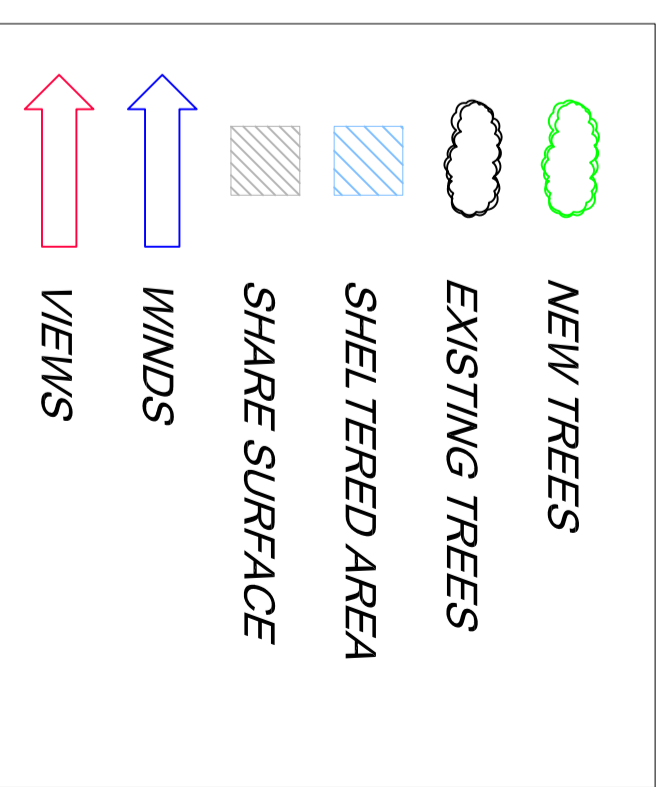 NEW TREES
EXISTING TREES
SHELTERED AREA
SHARE SURFACE
WINDS
VIEWS